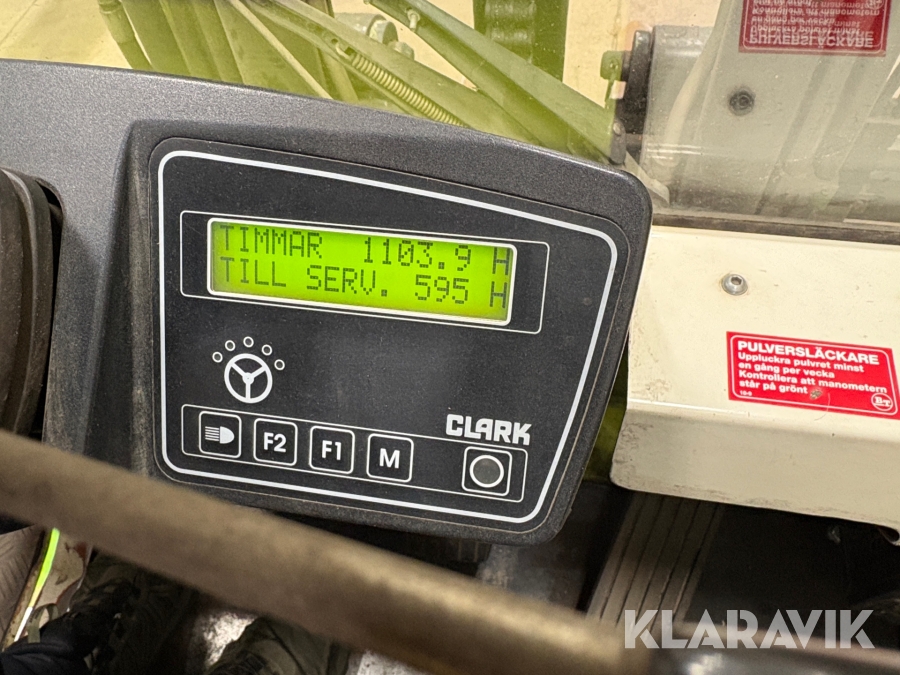 PULVERSLÄCKARE
TIMMAR 1103.9 H
TILL SERV. 595 H
CLARK
F2 F1 M
PULVERSLÄCKARE
Uppluckra pulvret minst
en gång per vecka
Kontrollera att manometern
står på grönt
KLARAVIK